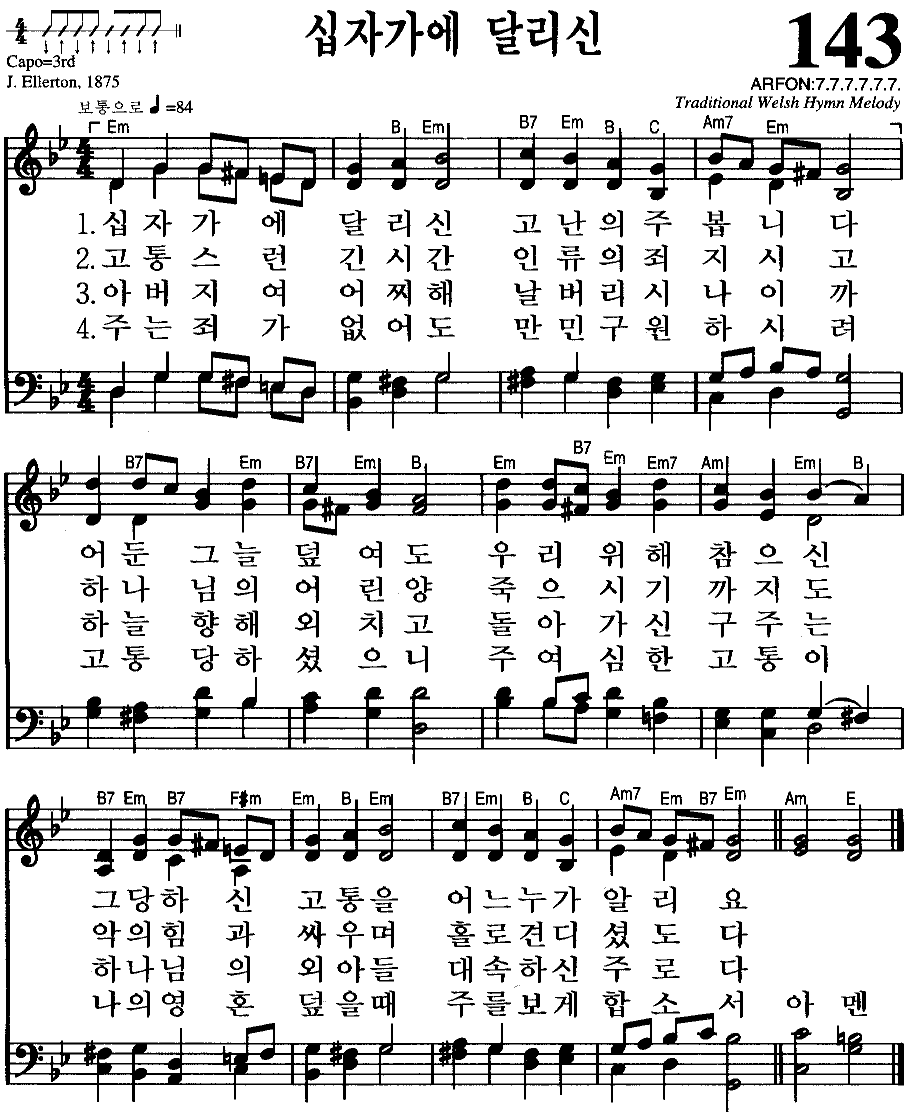 십자가에 달리신 143
Capo=3rd
J. Ellerton, 1875
ARFON:7.7.7.7.7.7.
보통으로 ♩=84
Traditional Welsh Hymn Melody
Em B Em B7 Em B C Am7 Em
4/4
1.십 자 가 에 달 리 신 고 난 의 주 봅 니 다
2.고 통 스 런 긴 시 간 인 류 의 죄 지 시 고
3.아 버 지 여 어 찌 해 날 버 리 시 나 이 까
4.주 는 죄 가 없 어 도 만 민 구 원 하 시 려
B7 Em B7 Em B Em B7 Em Em7 Am Em B
어 둔 그 늘 덮 여 도 우 리 위 해 참 으 신
하 나 님 의 어 린 양 죽 으 시 기 까 지 도
하 늘 향 해 외 치 고 돌 아 가 신 구 주 는
고 통 당 하 셨 으 니 주 여 심 한 고 통 이
B7 Em B7 F#m Em B Em B7 Em B C Am7 Em B7 Em Am E
그 당 하 신 고 통 을 어 느 누 가 알 리 요
악 의 힘 과 싸 우 며 홀 로 견 디 셨 도 다
하 나 님 의 외 아 들 대 속 하 신 주 로 다
나 의 영 혼 덮 을 때 주 를 보 게 합 소 서 아 멘